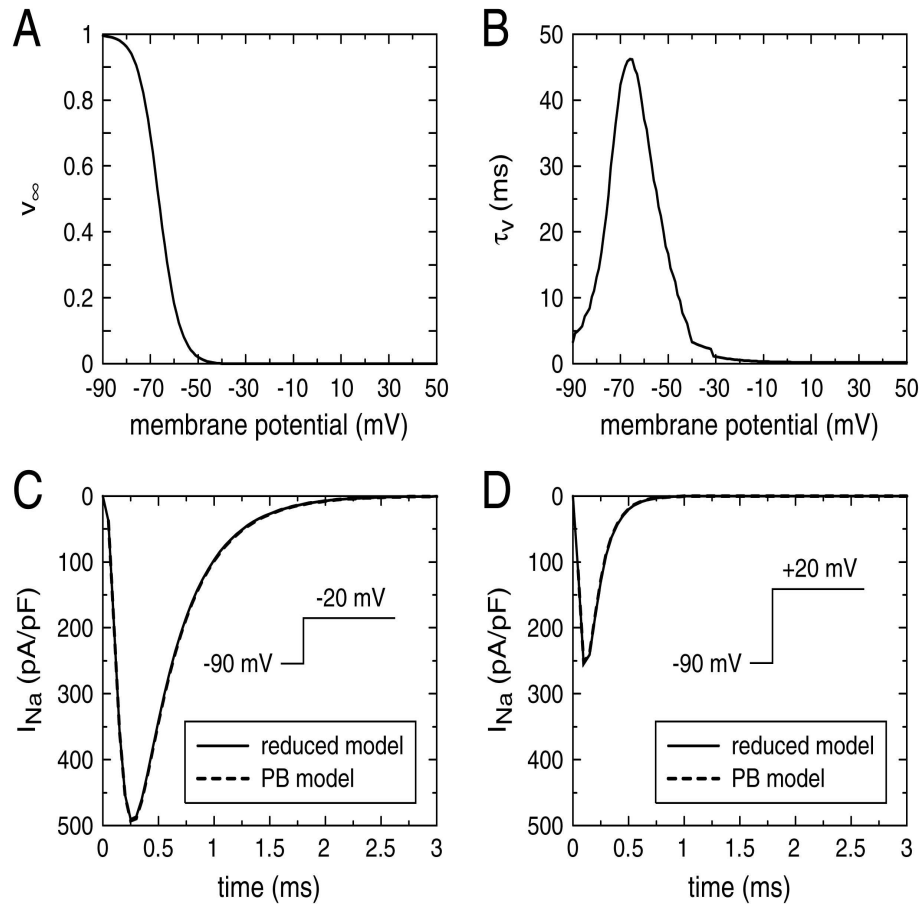 A
1
0.8
0.6
0.4
0.2
0
v∞
-90 -70 -50 -30 -10 10 30 50
membrane potential (mV)
B
50
40
30
20
10
0
τv (ms)
-90 -70 -50 -30 -10 10 30 50
membrane potential (mV)
C
0
100
200
300
400
500
INa (pA/pF)
-20 mV
-90 mV
reduced model
PB model
0 0.5 1 1.5 2 2.5 3
time (ms)
D
0
100
200
300
400
500
INa (pA/pF)
+20 mV
-90 mV
reduced model
PB model
0 0.5 1 1.5 2 2.5 3
time (ms)